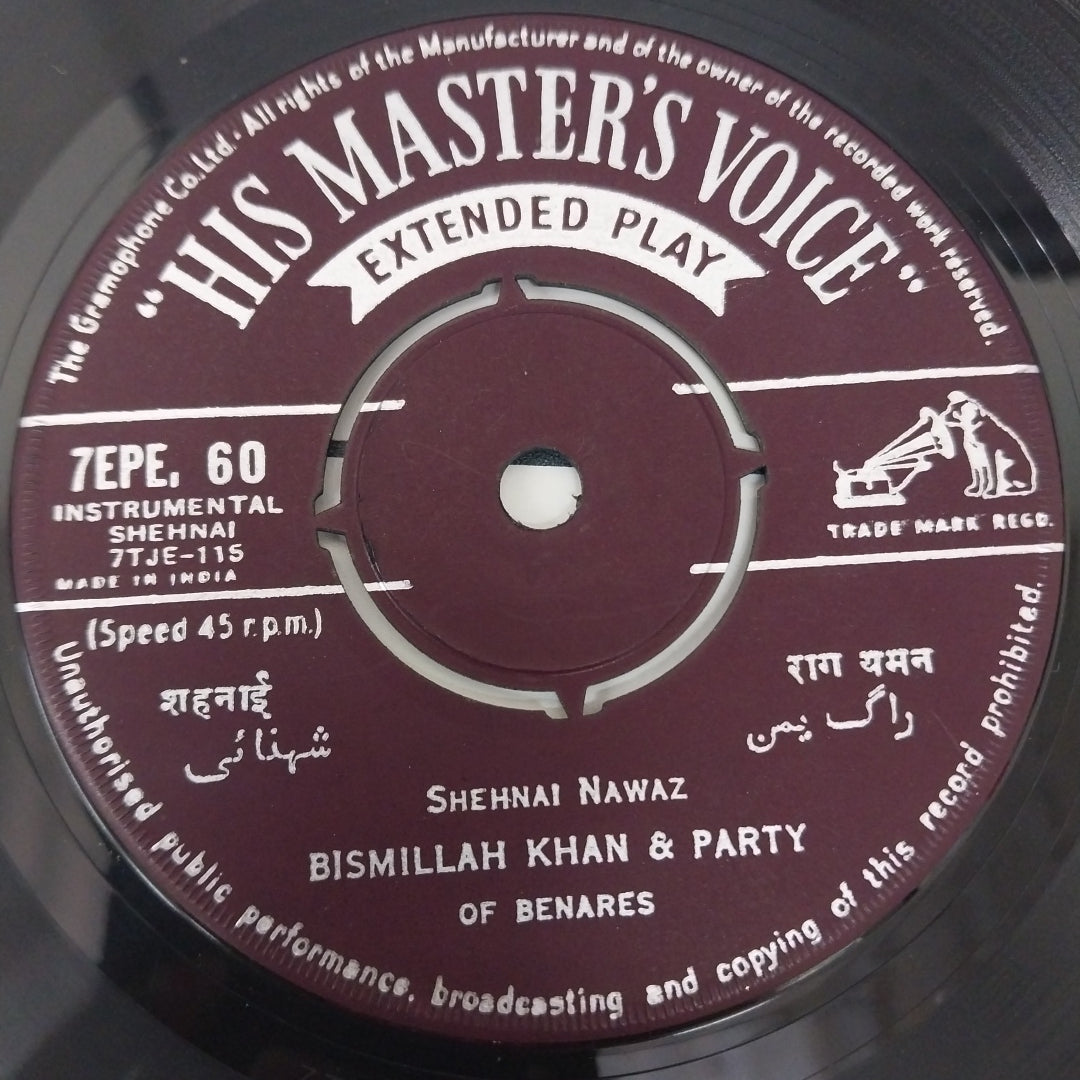 The Gramophone Co. Ltd. - All rights of the Manufacturer and of the owner of the recorded work reserved.
"HIS MASTER'S VOICE"
EXTENDED PLAY
7EPE. 60
INSTRUMENTAL
SHEHNAI
7TJE-115
MADE IN INDIA
TRADE MARK REGD.
(Speed 45 r.p.m.)
शहनाई
شہنائی
राग यमन
راگ یمن
SHEHNAI NAWAZ
BISMILLAH KHAN & PARTY
OF BENARES
Unauthorised public performance, broadcasting and copying of this record prohibited.